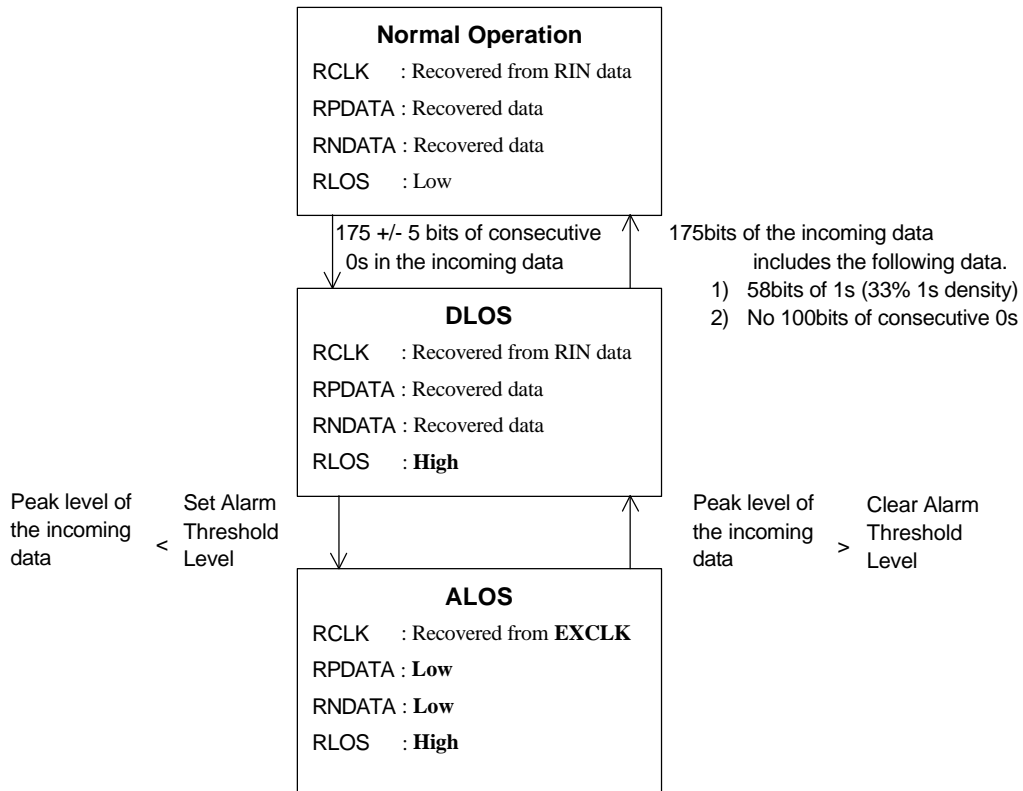 Normal Operation
RCLK : Recovered from RIN data
RPDATA : Recovered data
RNDATA : Recovered data
RLOS : Low
175 +/- 5 bits of consecutive
0s in the incoming data
175bits of the incoming data
includes the following data.
1) 58bits of 1s (33% 1s density)
2) No 100bits of consecutive 0s
DLOS
RCLK : Recovered from RIN data
RPDATA : Recovered data
RNDATA : Recovered data
RLOS : High
Peak level of
the incoming
data
<
Set Alarm
Threshold
Level
Peak level of
the incoming
data
>
Clear Alarm
Threshold
Level
ALOS
RCLK : Recovered from EXCLK
RPDATA : Low
RNDATA : Low
RLOS : High